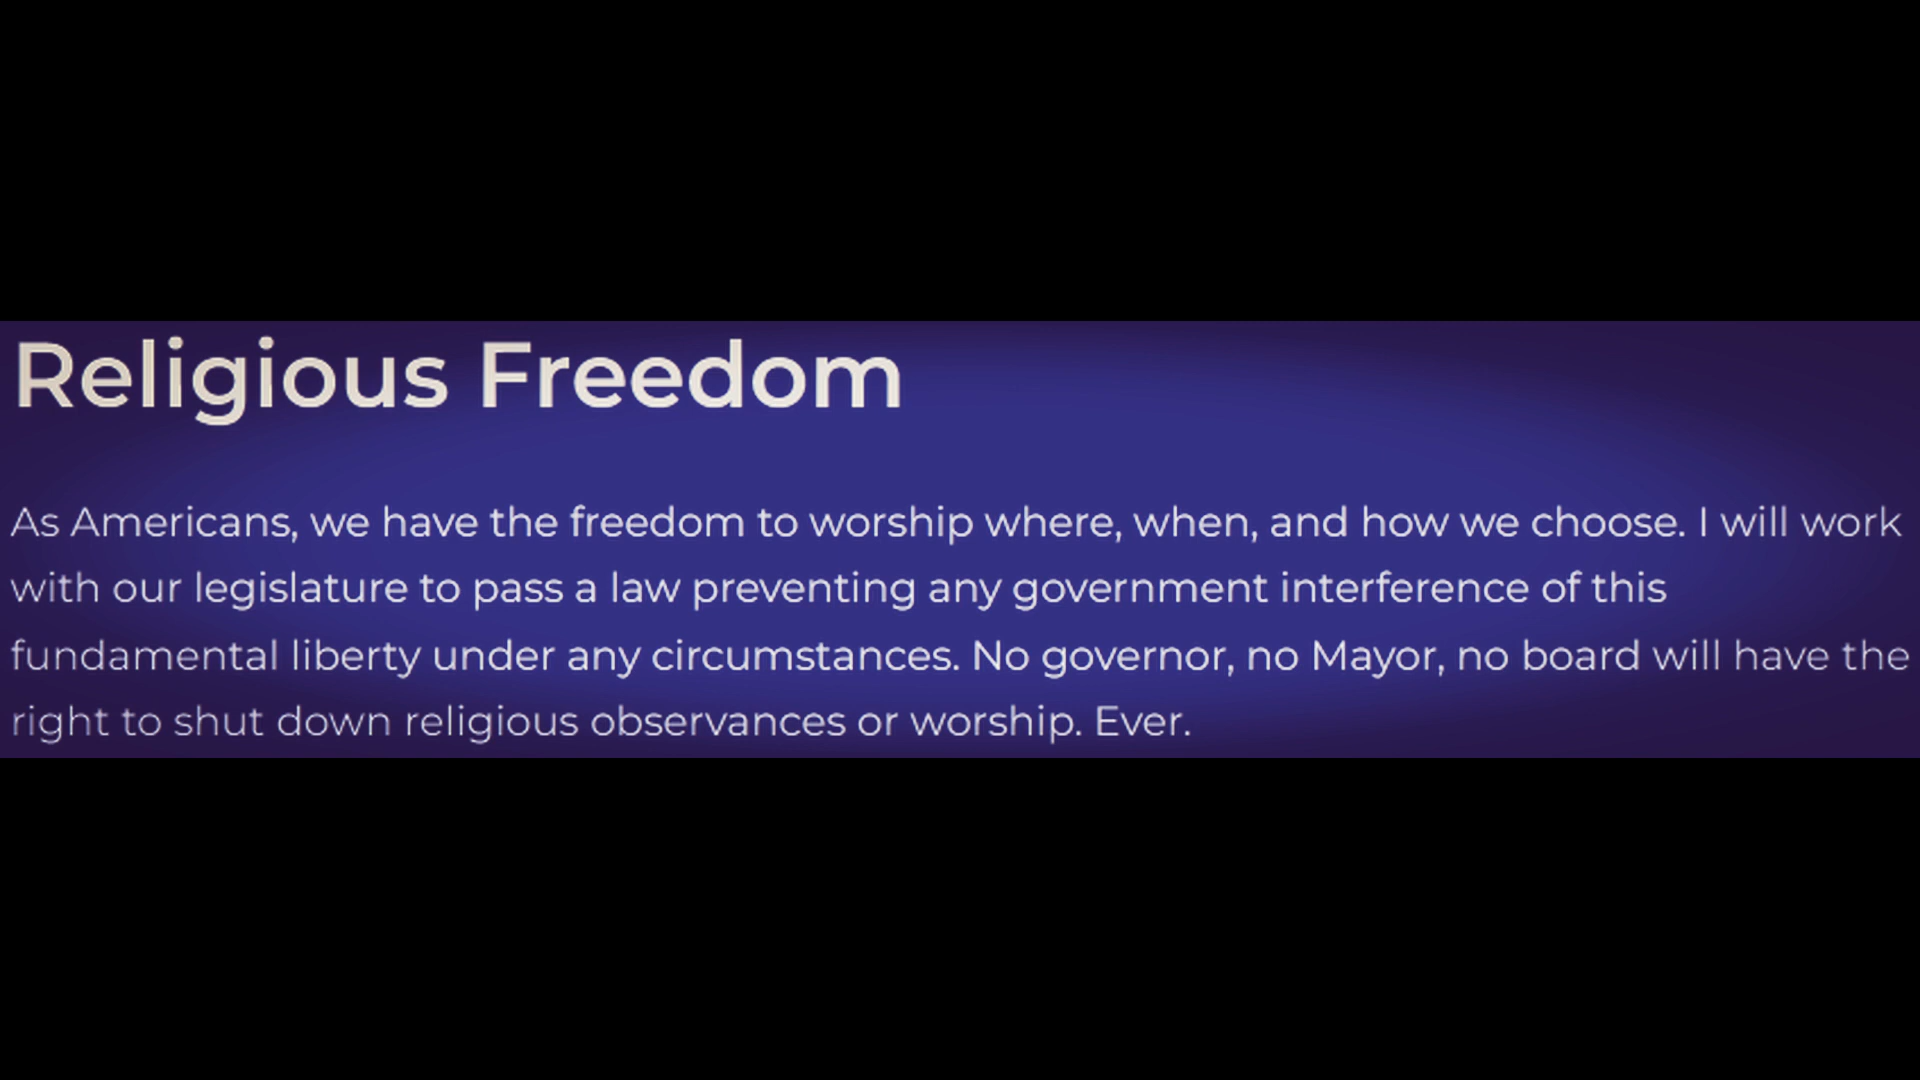 Religious Freedom
As Americans, we have the freedom to worship where, when, and how we choose. I will work
with our legislature to pass a law preventing any government interference of this
fundamental liberty under any circumstances. No governor, no Mayor, no board will have the
right to shut down religious observances or worship. Ever.